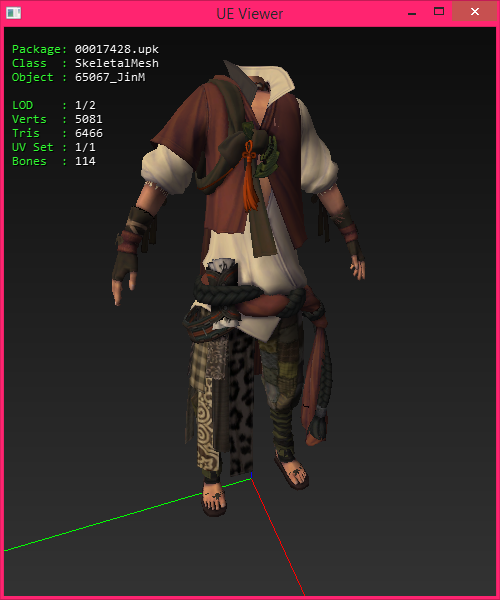 UE Viewer
Package: 00017428.upk
Class : SkeletalMesh
Object : 65067_JinM
LOD : 1/2
Verts : 5081
Tris : 6466
UV Set : 1/1
Bones : 114